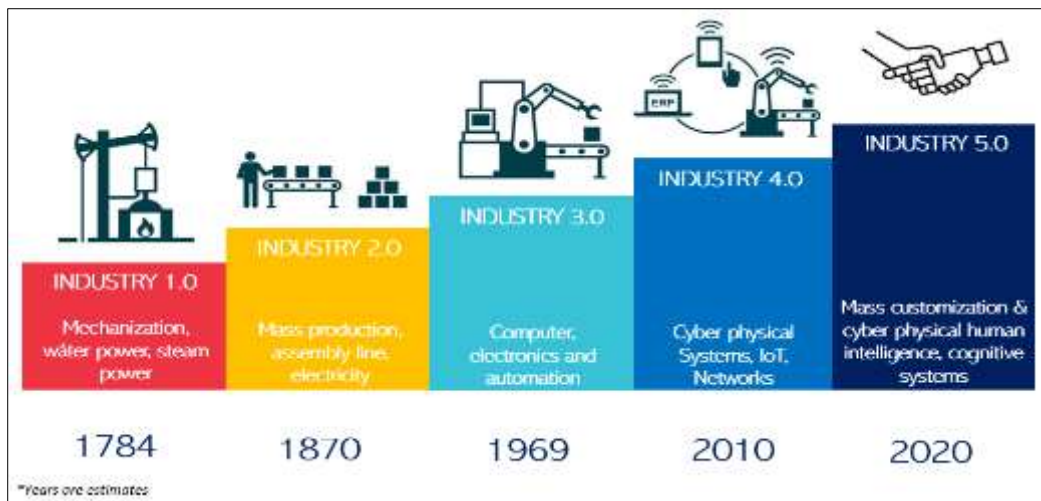 ERP
INDUSTRY 1.0
Mechanization,
water power, steam
power
INDUSTRY 2.0
Mass production,
assembly line,
electricity
INDUSTRY 3.0
Computer,
electronics and
automation
INDUSTRY 4.0
Cyber physical
Systems, IoT,
Networks
INDUSTRY 5.0
Mass customization &
cyber physical human
intelligence, cognitive
systems
1784
1870
1969
2010
2020
*Years are estimates